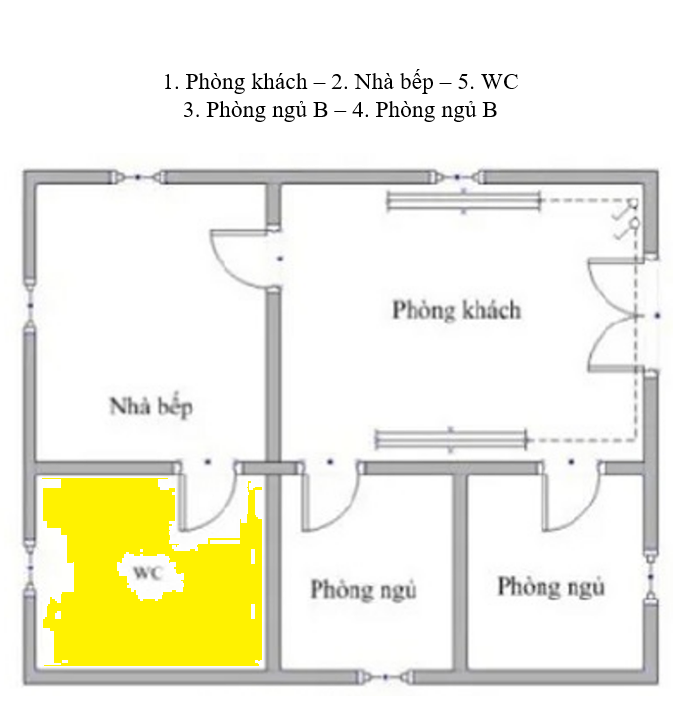 1. Phòng khách – 2. Nhà bếp – 5. WC
3. Phòng ngủ B – 4. Phòng ngủ B
Phòng khách
Nhà bếp
WC
Phòng ngủ
Phòng ngủ